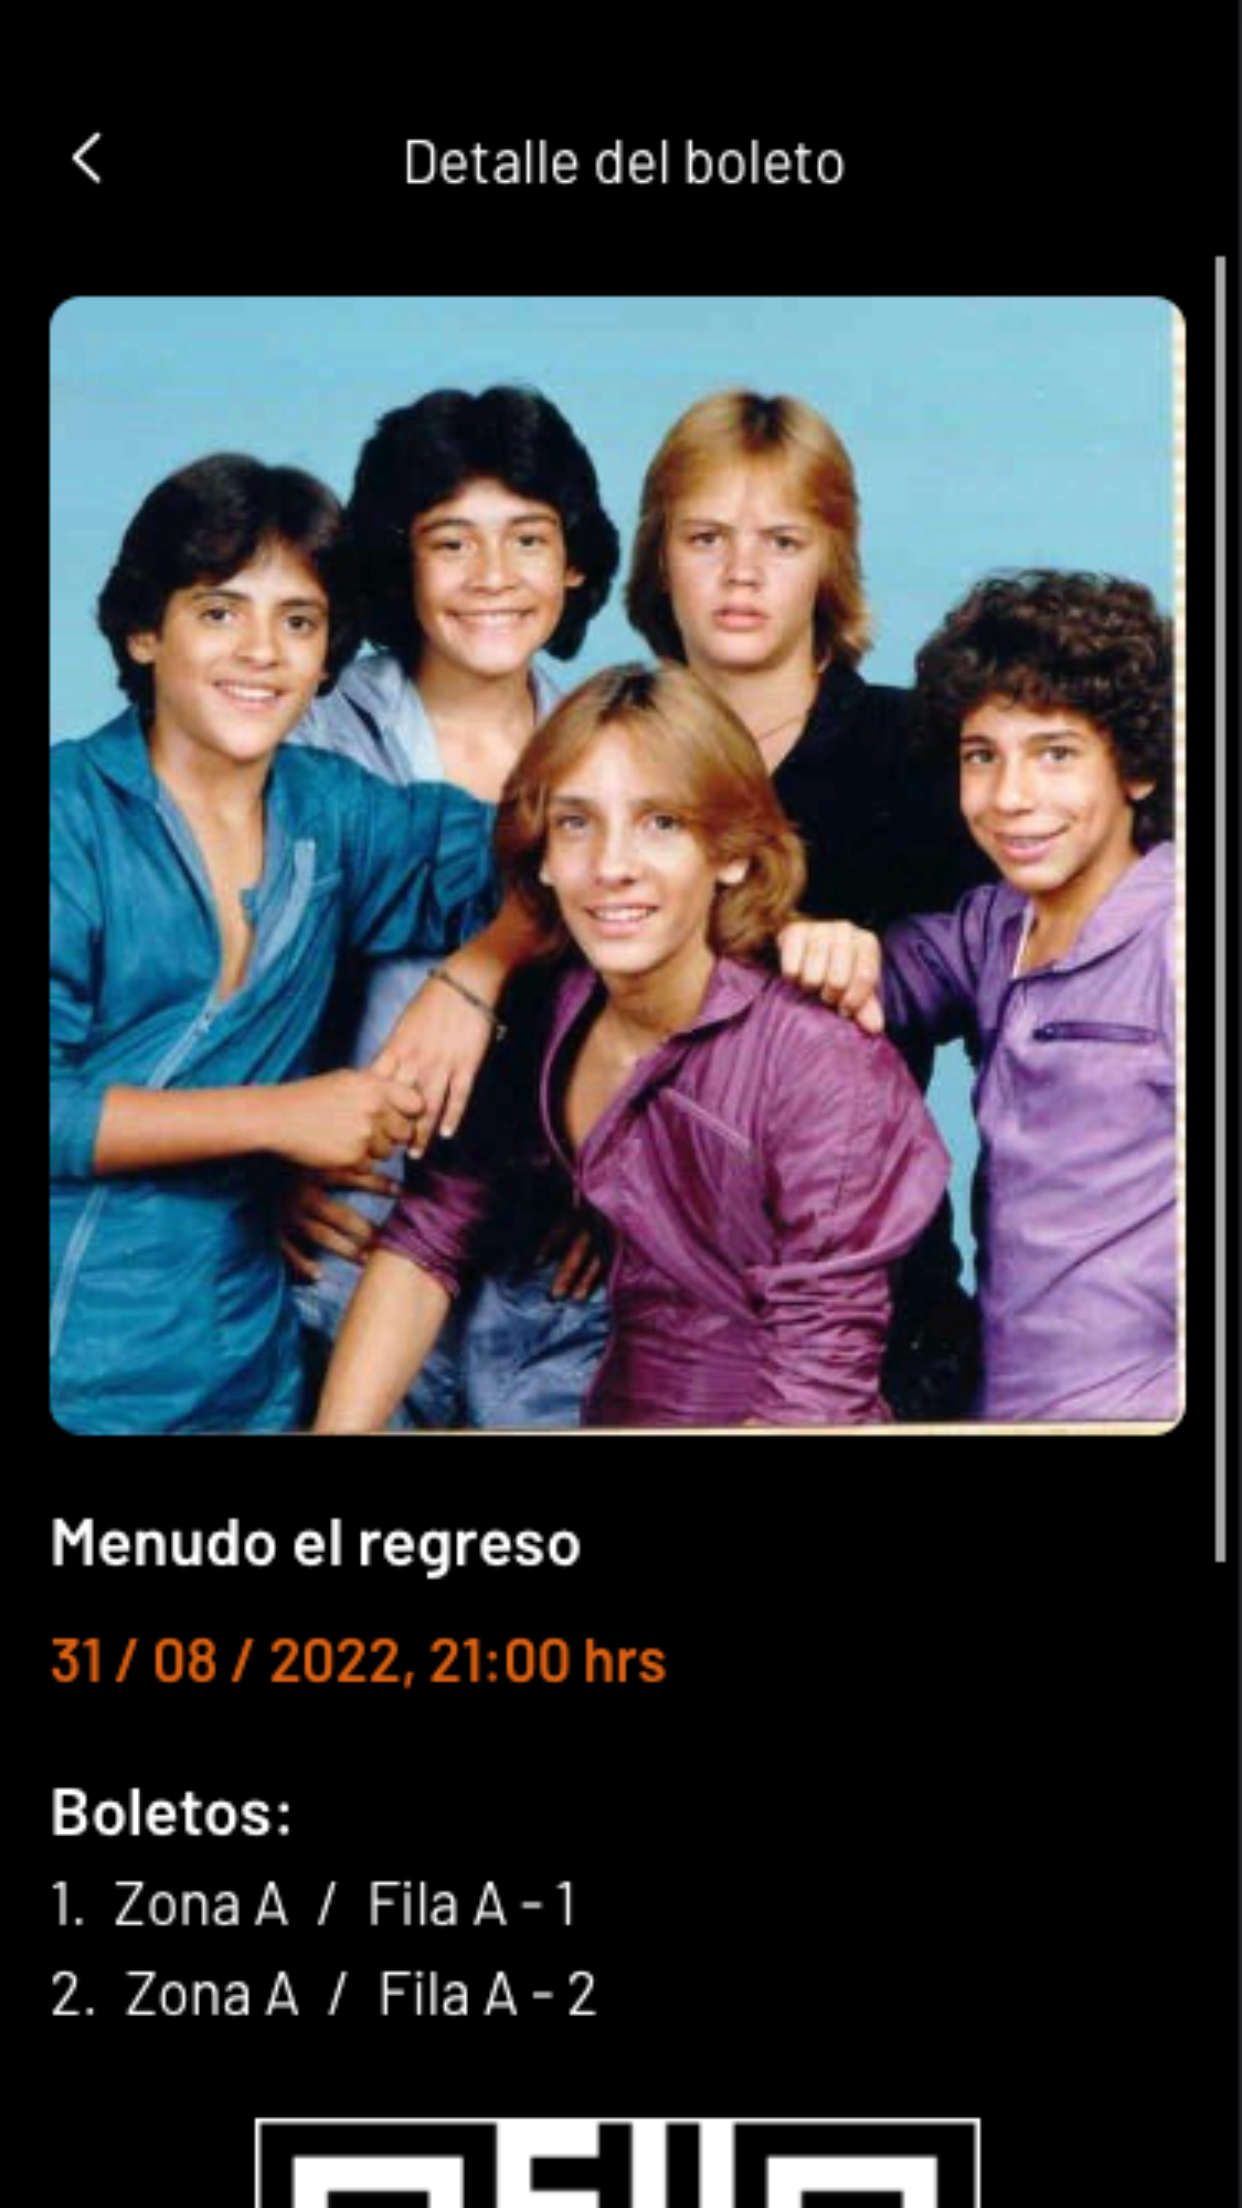 Detalle del boleto
Menudo el regreso
31 / 08 / 2022, 21:00 hrs
Boletos:
1. Zona A / Fila A - 1
2. Zona A / Fila A - 2